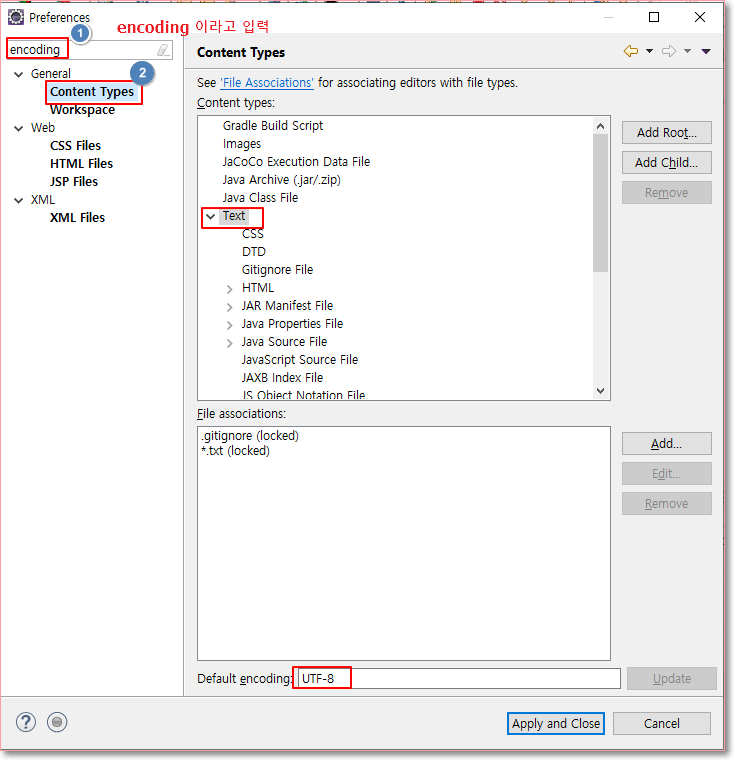 Preferences
1
encoding 이라고 입력
encoding
2
General
Content Types
Workspace
Web
CSS Files
HTML Files
JSP Files
XML
XML Files
Content Types
See 'File Associations' for associating editors with file types.
Content types:
Gradle Build Script
Images
JaCoCo Execution Data File
Java Archive (.jar/.zip)
Java Class File
Text
CSS
DTD
Gitignore File
HTML
JAR Manifest File
Java Properties File
Java Source File
JavaScript Source File
JAXB Index File
JS Object Notation File
Add Root...
Add Child...
Remove
File associations:
.gitignore (locked)
*.txt (locked)
Add...
Edit...
Remove
Default encoding: UTF-8
Update
?
Apply and Close
Cancel